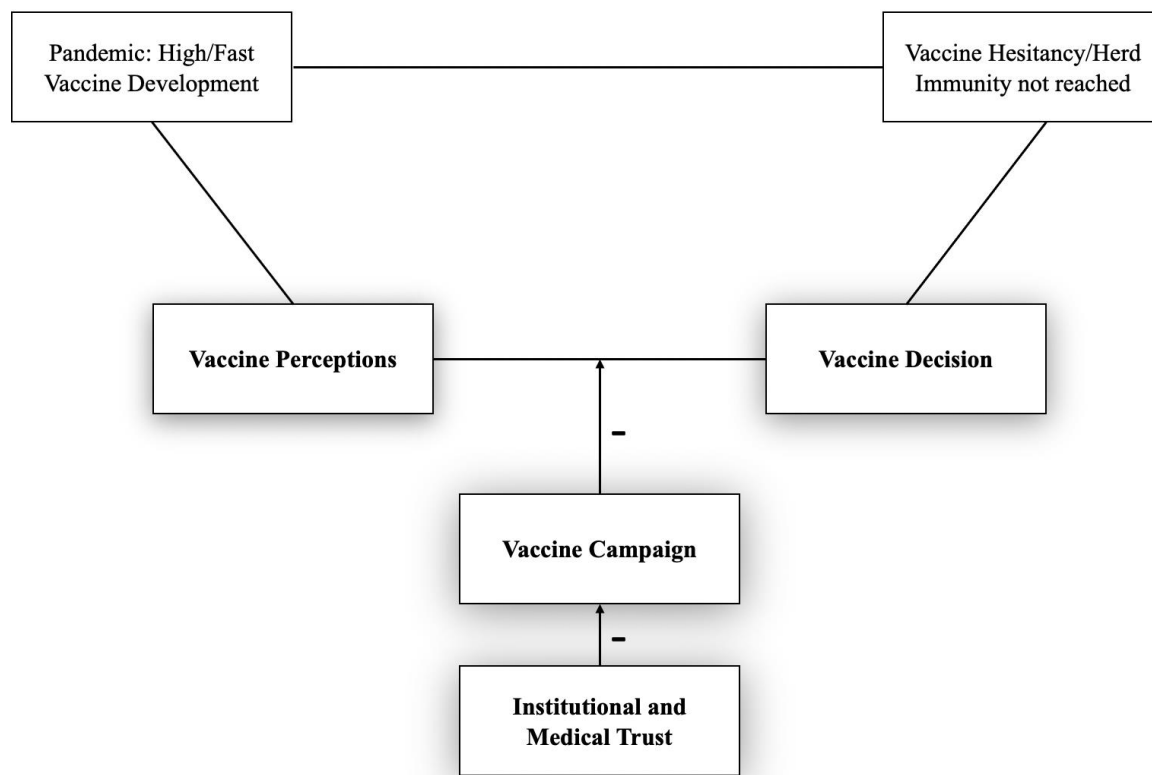 Pandemic: High/Fast
Vaccine Development
Vaccine Hesitancy/Herd
Immunity not reached
Vaccine Perceptions
Vaccine Decision
-
Vaccine Campaign
-
Institutional and
Medical Trust